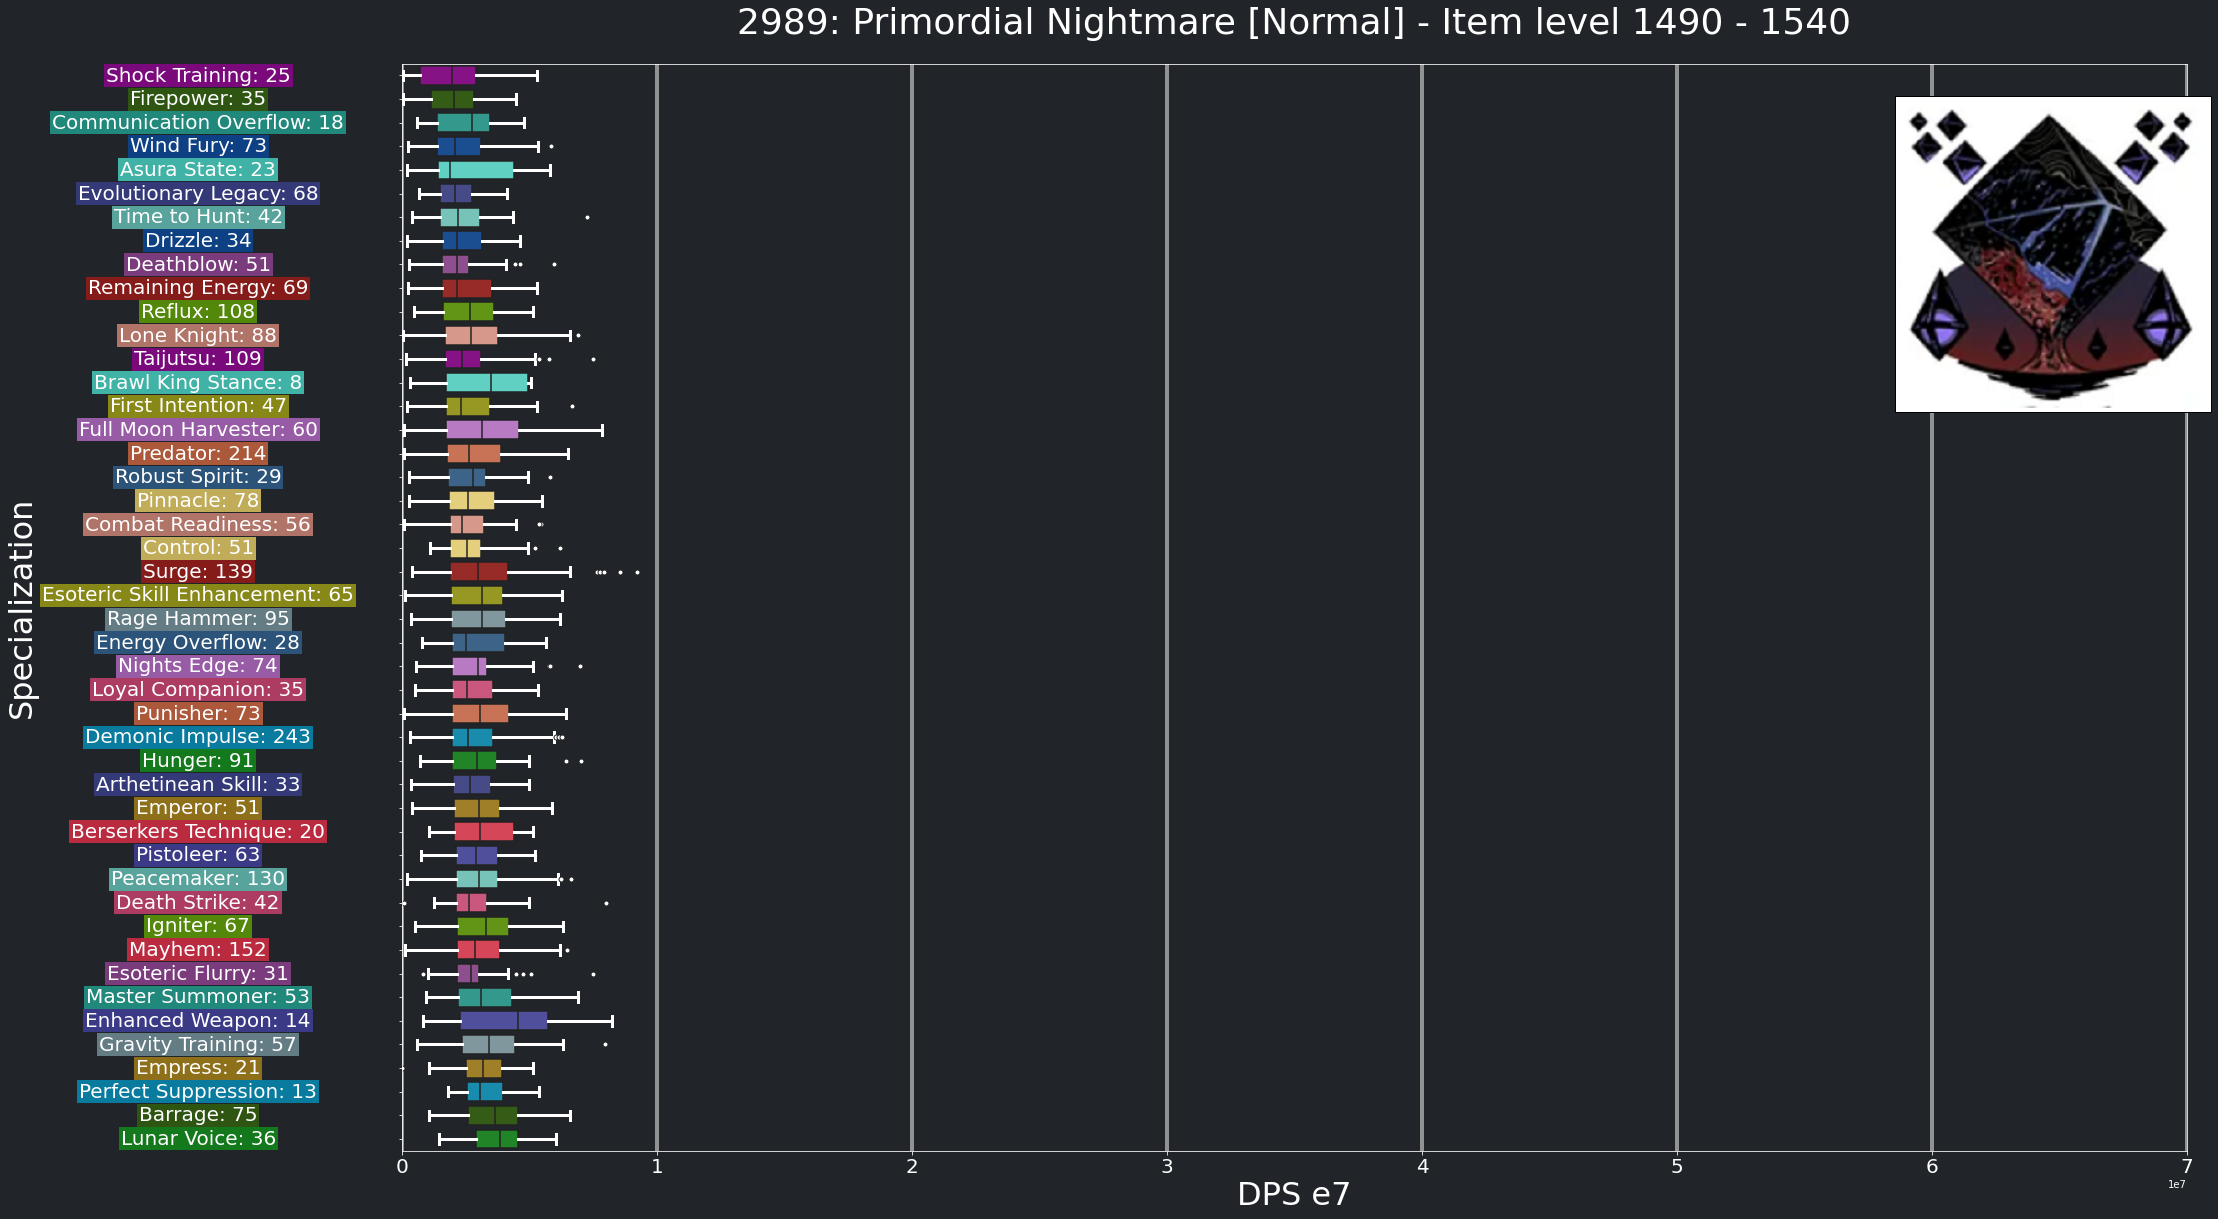 2989: Primordial Nightmare [Normal] - Item level 1490 - 1540
Shock Training: 25
Firepower: 35
Communication Overflow: 18
Wind Fury: 73
Asura State: 23
Evolutionary Legacy: 68
Time to Hunt: 42
Drizzle: 34
Deathblow: 51
Remaining Energy: 69
Reflux: 108
Lone Knight: 88
Taijutsu: 109
Brawl King Stance: 8
First Intention: 47
Full Moon Harvester: 60
Predator: 214
Robust Spirit: 29
Pinnacle: 78
Combat Readiness: 56
Control: 51
Surge: 139
Esoteric Skill Enhancement: 65
Rage Hammer: 95
Energy Overflow: 28
Nights Edge: 74
Loyal Companion: 35
Punisher: 73
Demonic Impulse: 243
Hunger: 91
Arthetinean Skill: 33
Emperor: 51
Berserkers Technique: 20
Pistoleer: 63
Peacemaker: 130
Death Strike: 42
Igniter: 67
Mayhem: 152
Esoteric Flurry: 31
Master Summoner: 53
Enhanced Weapon: 14
Gravity Training: 57
Empress: 21
Perfect Suppression: 13
Barrage: 75
Lunar Voice: 36
Specialization
0 1 2 3 4 5 6 7
1e7
DPS e7